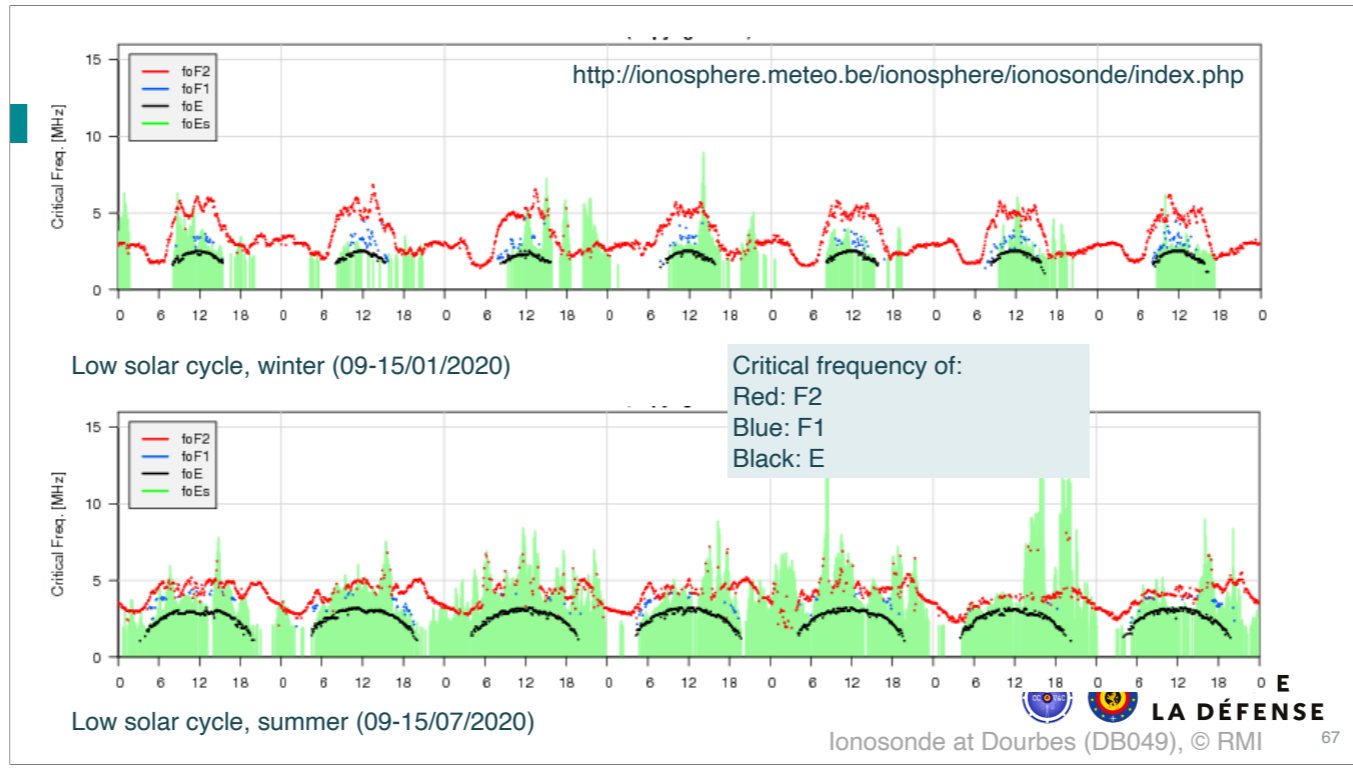 http://ionosphere.meteo.be/ionosphere/ionosonde/index.php
15
10
5
0
Critical Freq. [MHz]
foF2
foF1
foE
foEs
0 6 12 18 0 6 12 18 0 6 12 18 0 6 12 18 0 6 12 18 0 6 12 18 0 6 12 18 0
Low solar cycle, winter (09-15/01/2020)
Critical frequency of:
Red: F2
Blue: F1
Black: E
15
10
5
0
Critical Freq. [MHz]
foF2
foF1
foE
foEs
0 6 12 18 0 6 12 18 0 6 12 18 0 6 12 18 0 6 12 18 0 6 12 18 0 6 12 18 0
Low solar cycle, summer (09-15/07/2020)
E
LA DÉFENSE
Ionosonde at Dourbes (DB049), © RMI
67